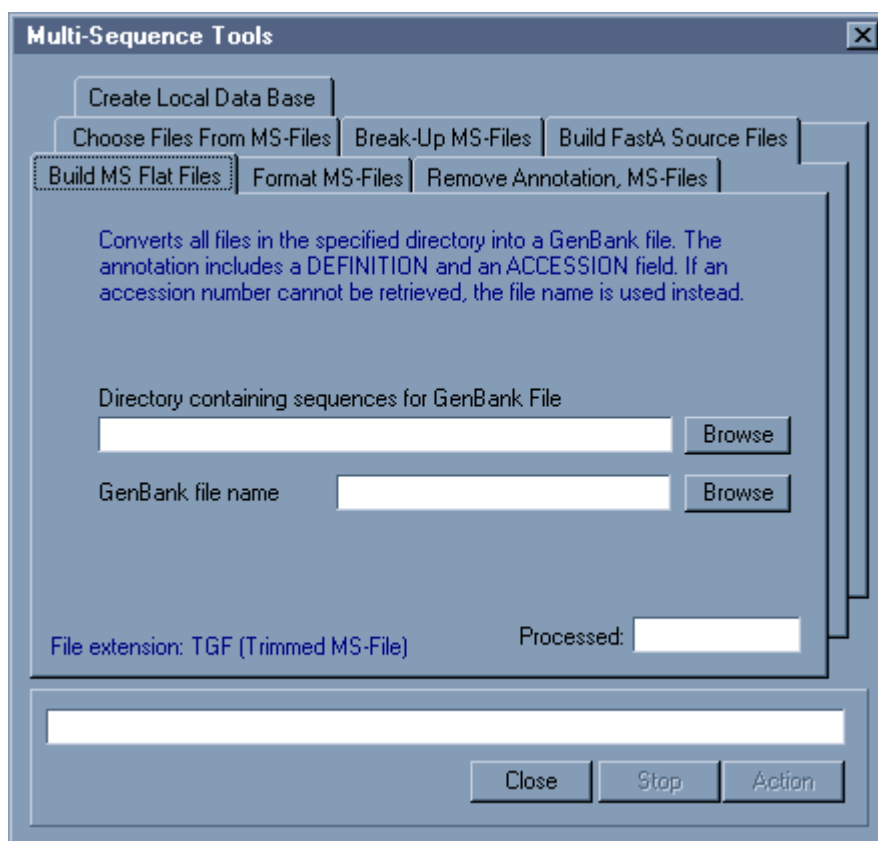 Multi-Sequence Tools
Create Local Data Base
Choose Files From MS-Files Break-Up MS-Files Build FastA Source Files
Build MS Flat Files Format MS-Files Remove Annotation, MS-Files
Converts all files in the specified directory into a GenBank file. The
annotation includes a DEFINITION and an ACCESSION field. If an
accession number cannot be retrieved, the file name is used instead.
Directory containing sequences for GenBank File
Browse
GenBank file name Browse
File extension: TGF (Trimmed MS-File) Processed:
Close Stop Action